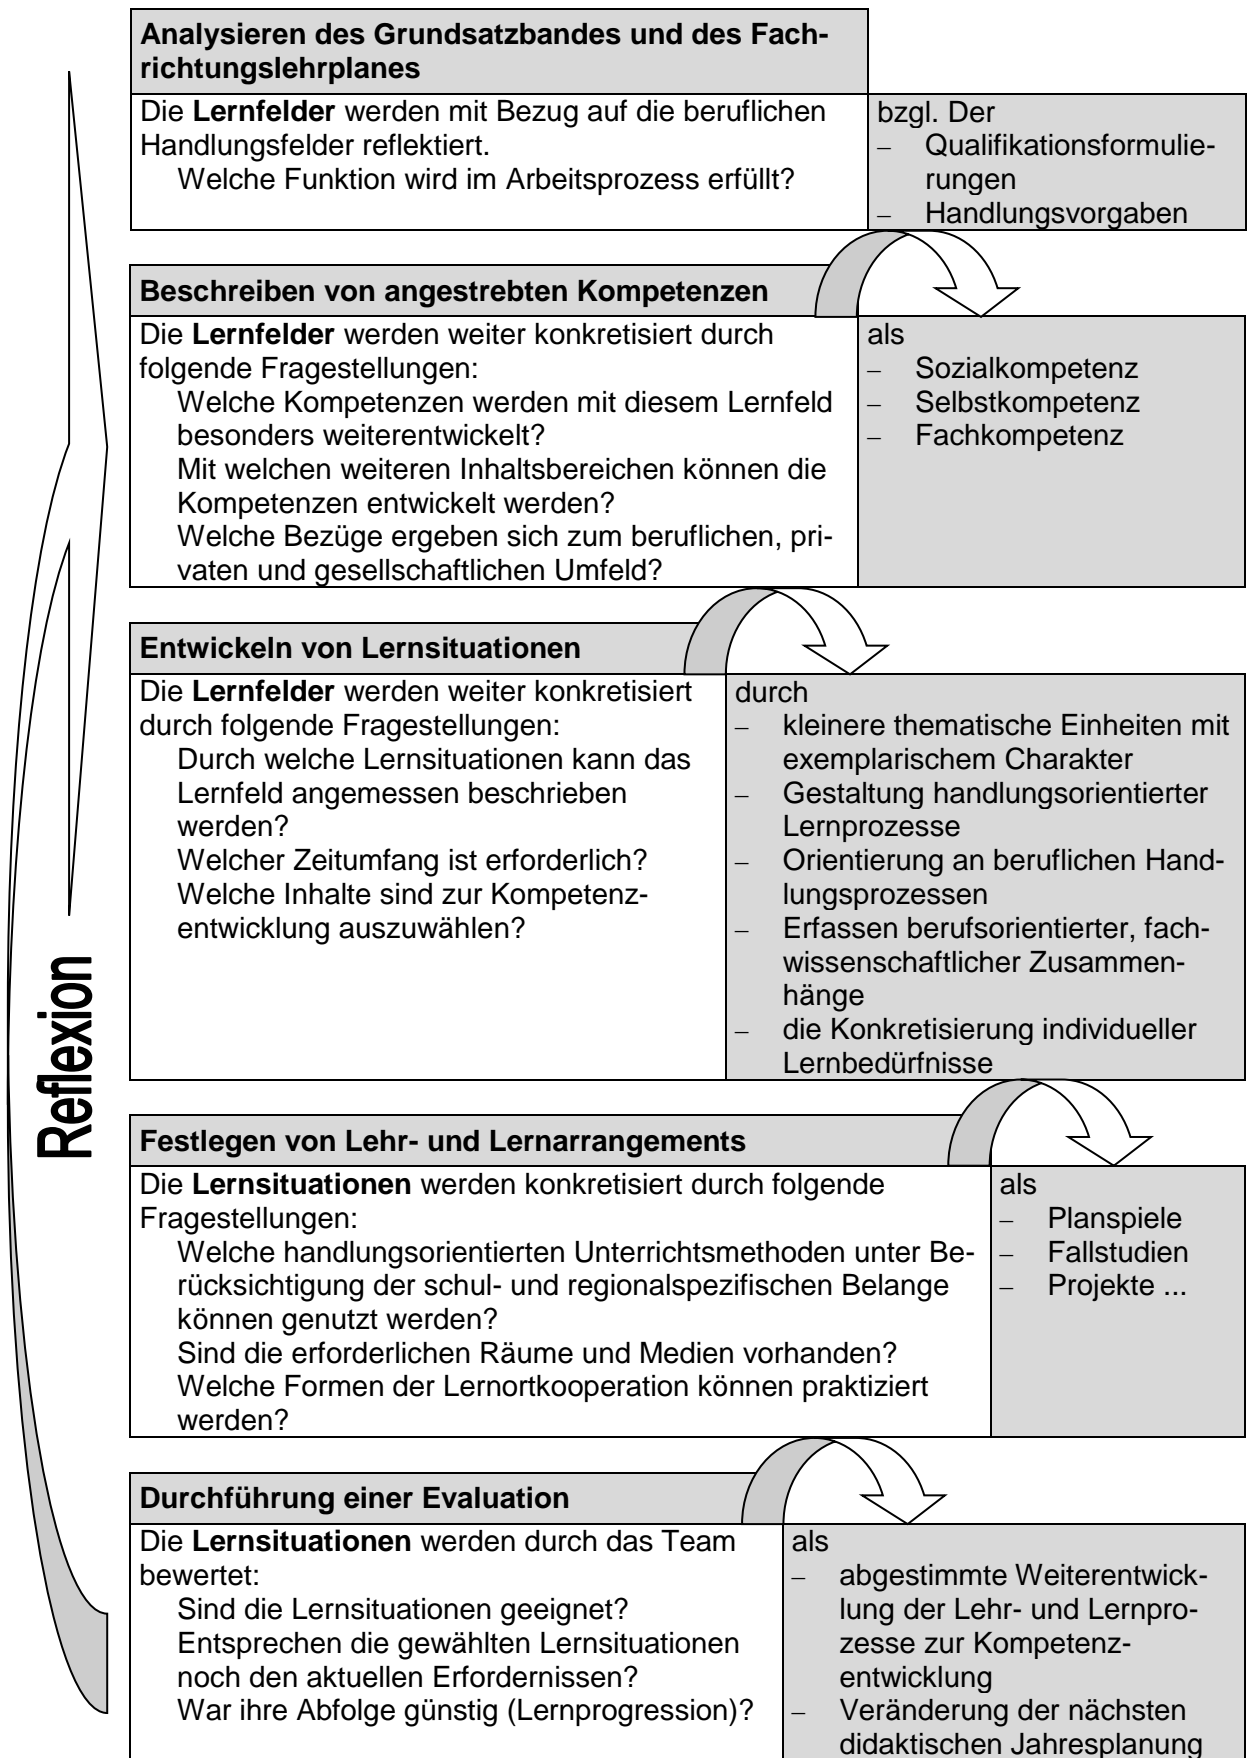 Analysieren des Grundsatzbandes und des Fach-
richtungslehrplanes
Die Lernfelder werden mit Bezug auf die beruflichen
Handlungsfelder reflektiert.
Welche Funktion wird im Arbeitsprozess erfüllt?
bzgl. Der
– Qualifikationsformulie-
rungen
– Handlungsvorgaben
Beschreiben von angestrebten Kompetenzen
Die Lernfelder werden weiter konkretisiert durch
folgende Fragestellungen:
Welche Kompetenzen werden mit diesem Lernfeld
besonders weiterentwickelt?
Mit welchen weiteren Inhaltsbereichen können die
Kompetenzen entwickelt werden?
Welche Bezüge ergeben sich zum beruflichen, pri-
vaten und gesellschaftlichen Umfeld?
als
– Sozialkompetenz
– Selbstkompetenz
– Fachkompetenz
Entwickeln von Lernsituationen
Die Lernfelder werden weiter konkretisiert
durch folgende Fragestellungen:
Durch welche Lernsituationen kann das
Lernfeld angemessen beschrieben
werden?
Welcher Zeitumfang ist erforderlich?
Welche Inhalte sind zur Kompetenz-
entwicklung auszuwählen?
durch
– kleinere thematische Einheiten mit
exemplarischem Charakter
– Gestaltung handlungsorientierter
Lernprozesse
– Orientierung an beruflichen Hand-
lungsprozessen
– Erfassen berufsorientierter, fach-
wissenschaftlicher Zusammen-
hänge
– die Konkretisierung individueller
Lernbedürfnisse
Reflexion
Festlegen von Lehr- und Lernarrangements
Die Lernsituationen werden konkretisiert durch folgende
Fragestellungen:
Welche handlungsorientierten Unterrichtsmethoden unter Be-
rücksichtigung der schul- und regionalspezifischen Belange
können genutzt werden?
Sind die erforderlichen Räume und Medien vorhanden?
Welche Formen der Lernortkooperation können praktiziert
werden?
als
– Planspiele
– Fallstudien
– Projekte ...
Durchführung einer Evaluation
Die Lernsituationen werden durch das Team
bewertet:
Sind die Lernsituationen geeignet?
Entsprechen die gewählten Lernsituationen
noch den aktuellen Erfordernissen?
War ihre Abfolge günstig (Lernprogression)?
als
– abgestimmte Weiterentwick-
lung der Lehr- und Lernpro-
zesse zur Kompetenz-
entwicklung
– Veränderung der nächsten
didaktischen Jahresplanung